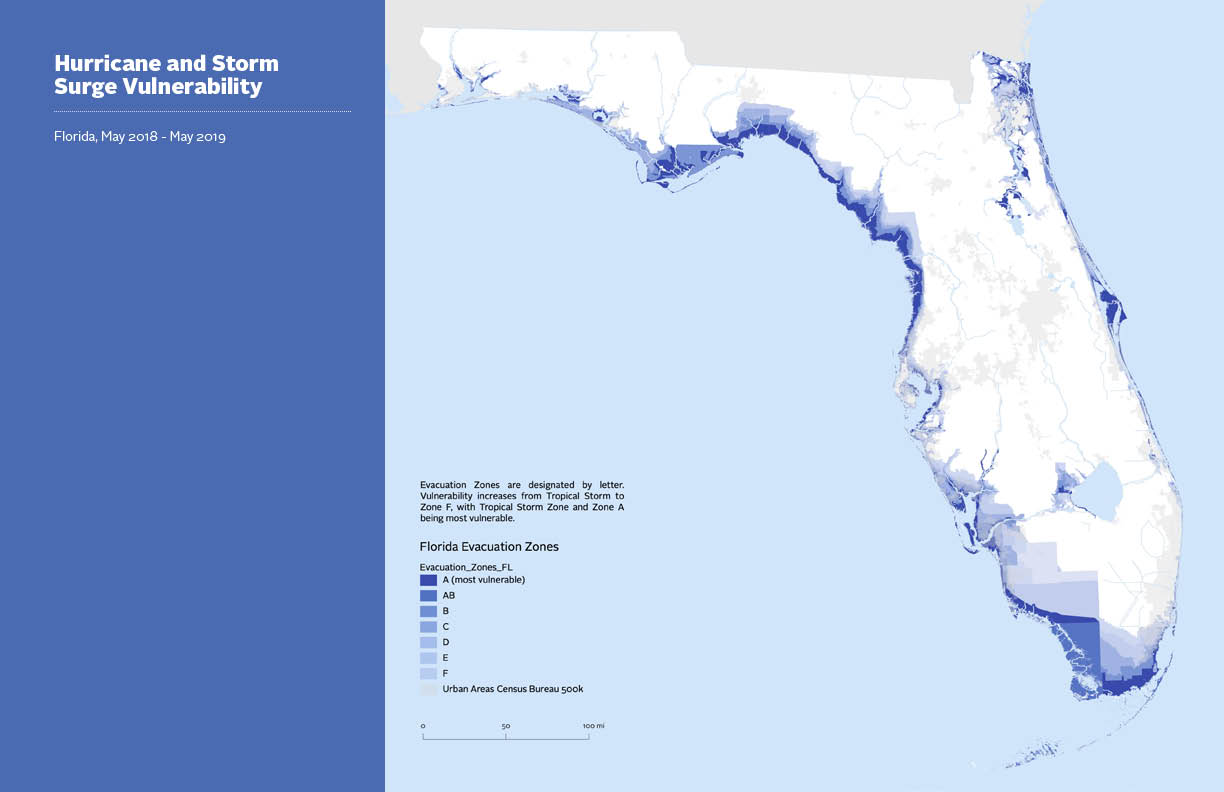 Hurricane and Storm
Surge Vulnerability
Florida, May 2018 - May 2019
Evacuation Zones are designated by letter.
Vulnerability increases from Tropical Storm to
Zone F, with Tropical Storm Zone and Zone A
being most vulnerable.
Florida Evacuation Zones
Evacuation_Zones_FL
A (most vulnerable)
AB
B
C
D
E
F
Urban Areas Census Bureau 500k
0 50 100 mi